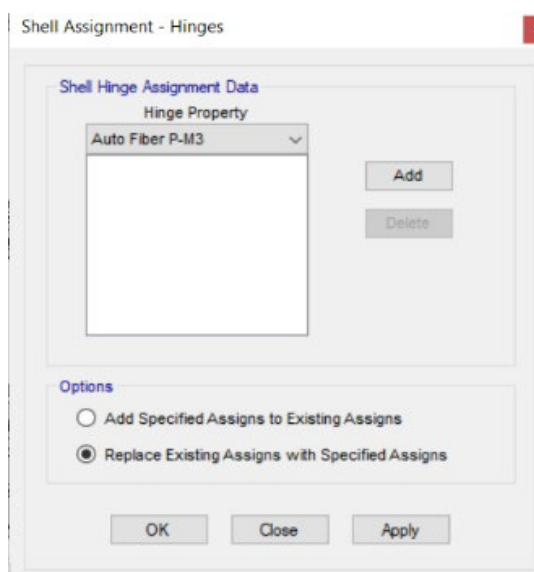 Shell Assignment - Hinges
Shell Hinge Assignment Data
Hinge Property
Auto Fiber P-M3
Add
Delete
Options
Add Specified Assigns to Existing Assigns
Replace Existing Assigns with Specified Assigns
OK
Close
Apply